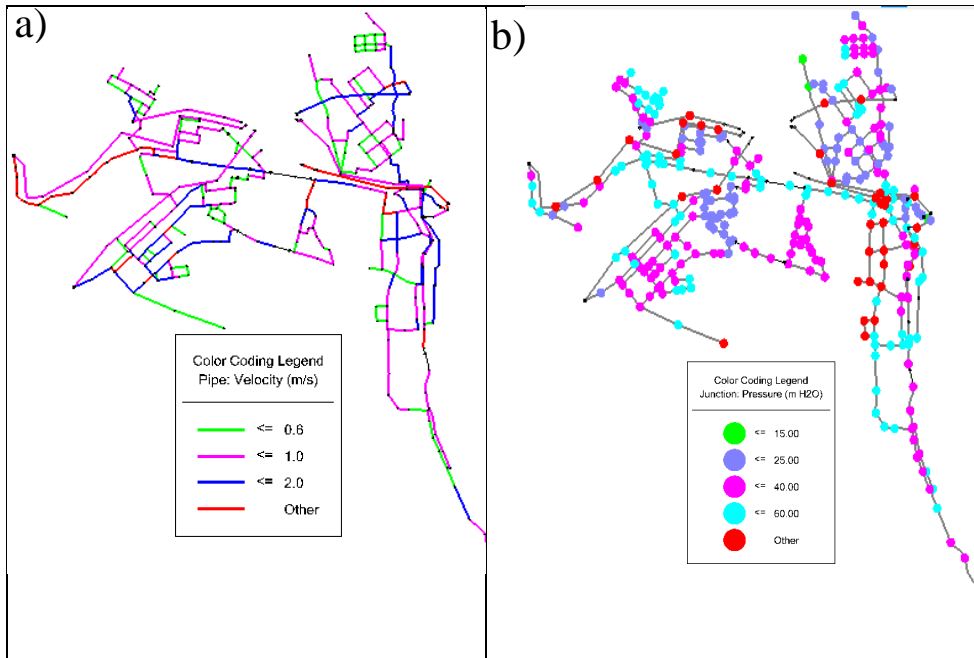 a)
Color Coding Legend
Pipe: Velocity (m/s)
<= 0.6
<= 1.0
<= 2.0
Other
b)
Color Coding Legend
Junction: Pressure (m H2O)
<= 15.00
<= 25.00
<= 40.00
<= 60.00
Other